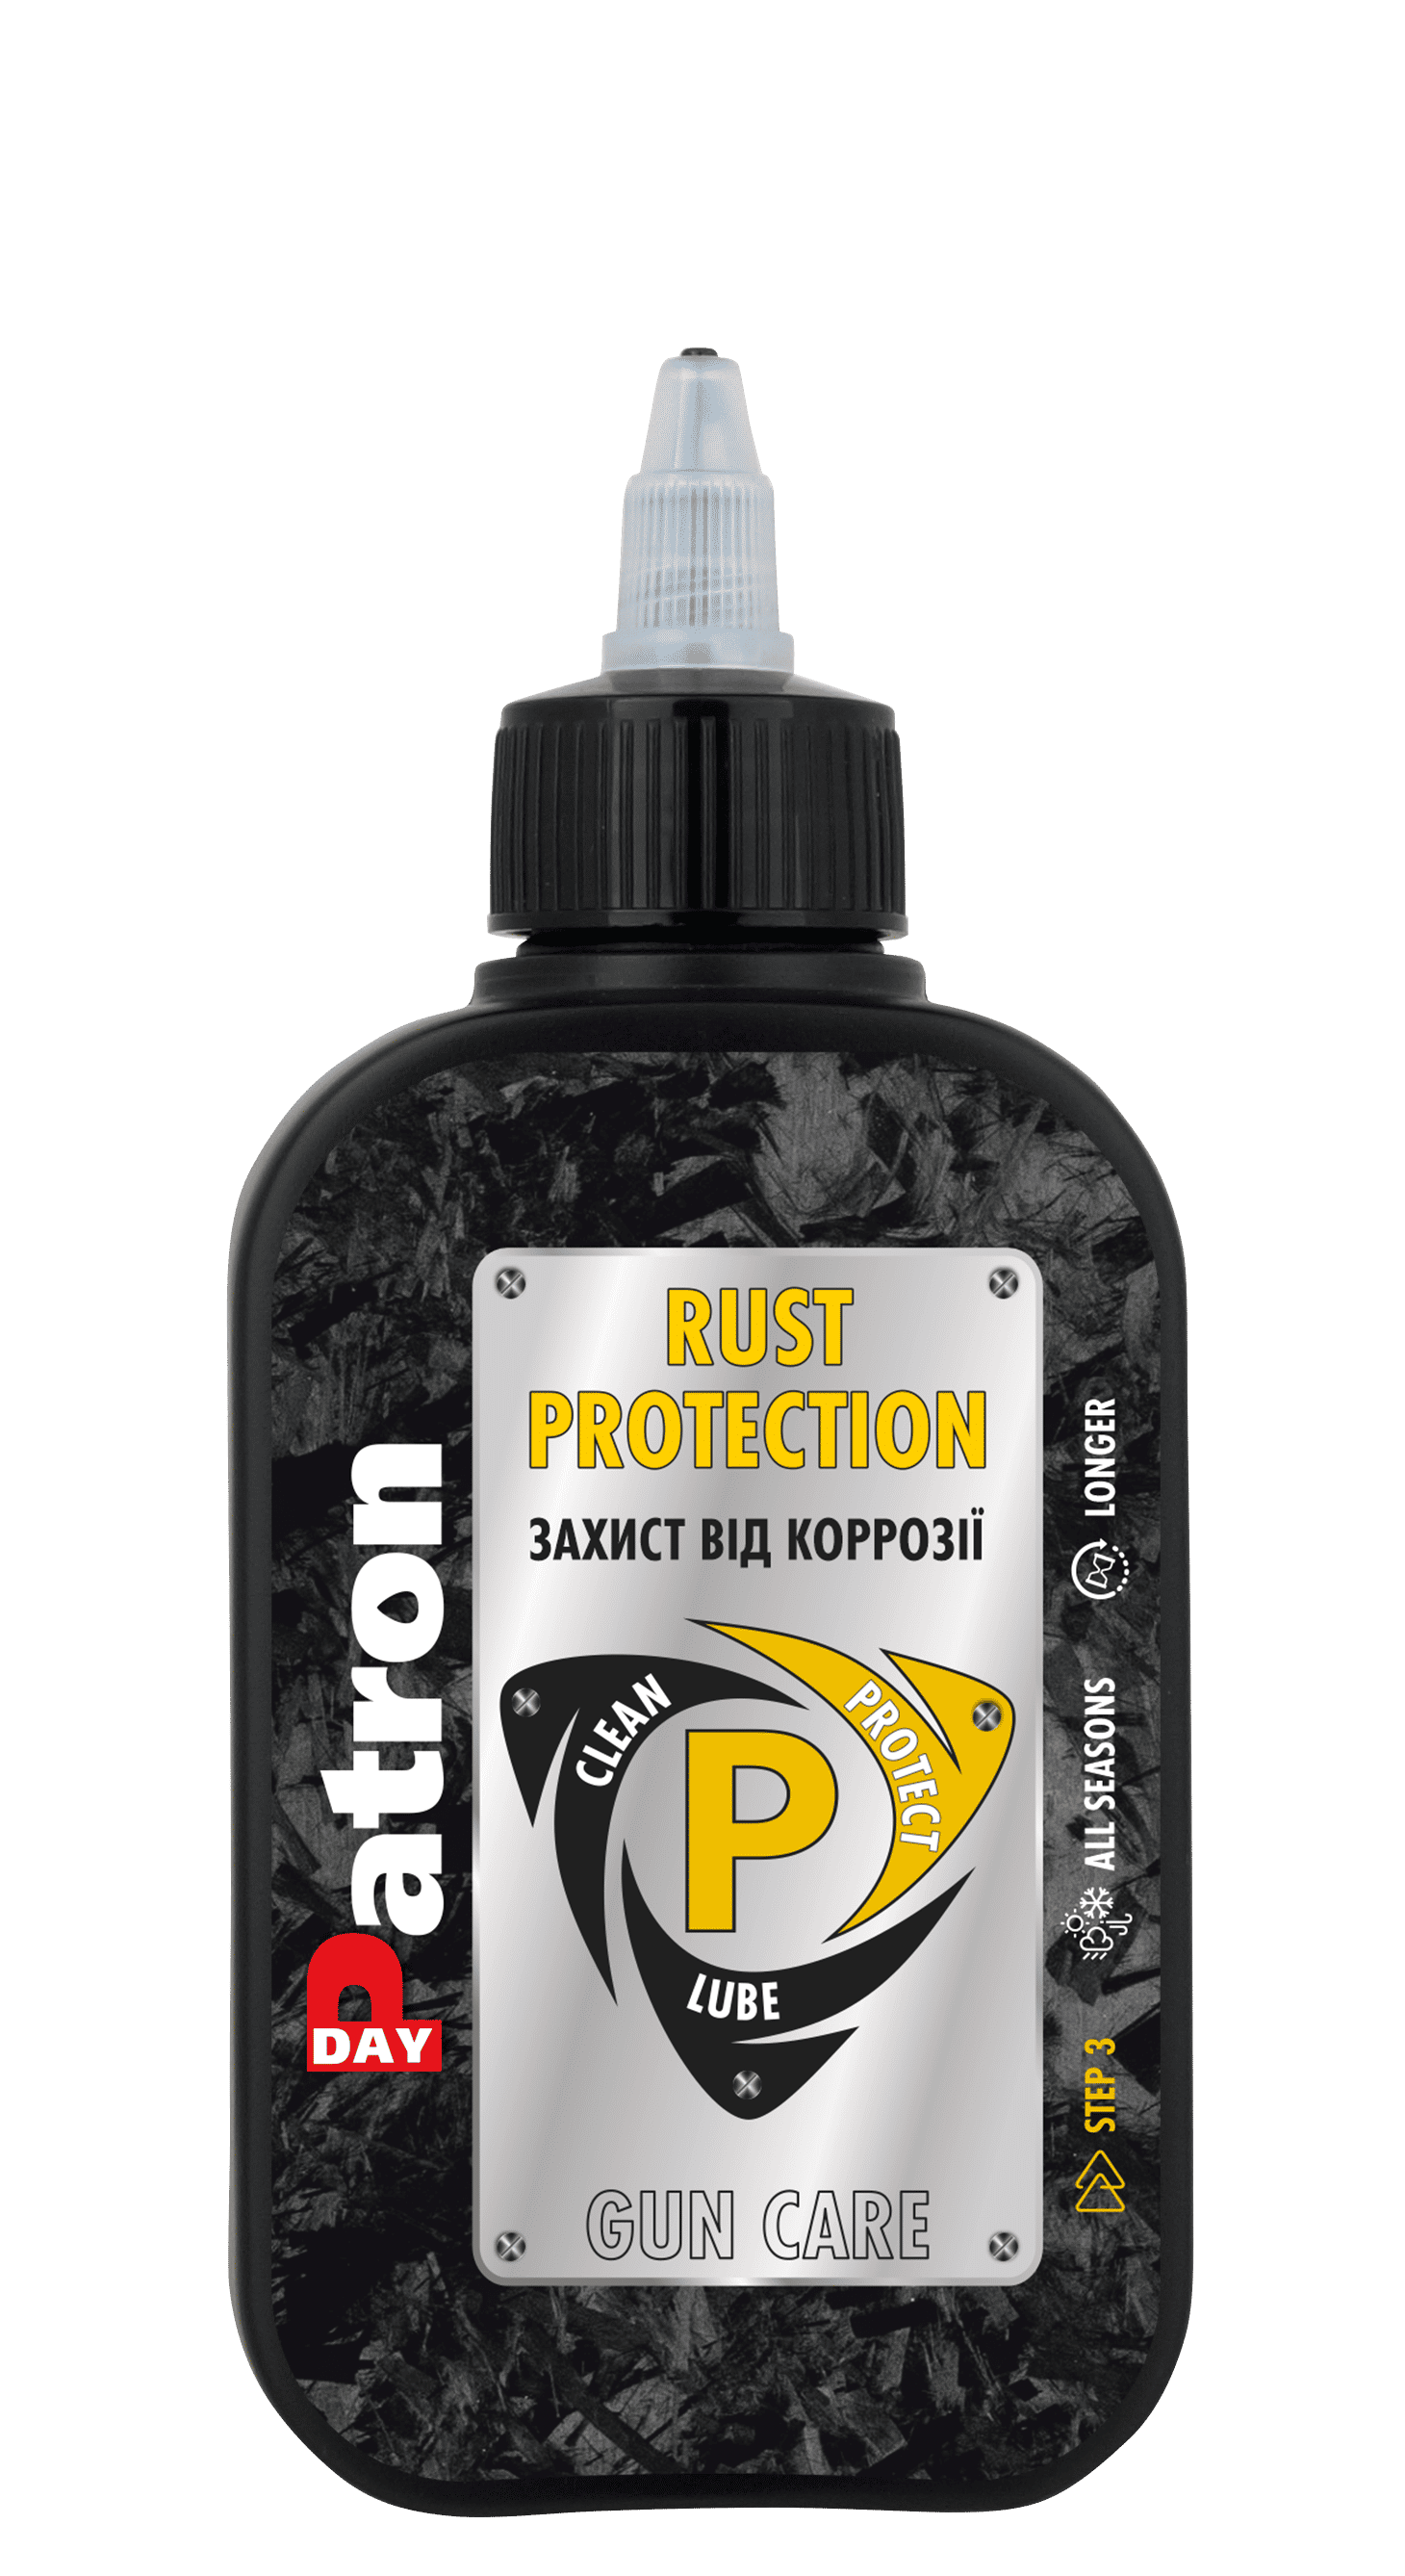 RUST
PROTECTION
ЗАХИСТ ВІД КОРРОЗІЇ
CLEAN
PROTECT
P
LUBE
GUN CARE
Patron
DAY
STEP 3
ALL SEASONS
LONGER